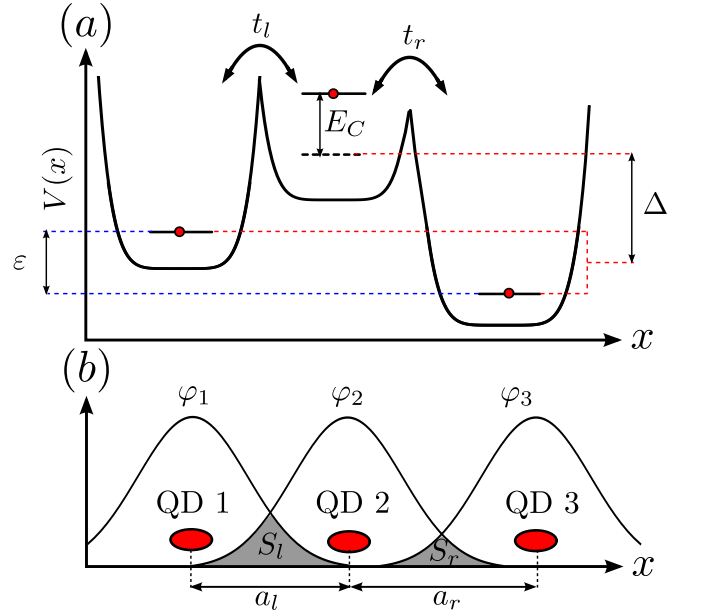 (a)
t_l
t_r
E_C
V(x)
Δ
ε
x
(b)
φ_1
φ_2
φ_3
QD 1
QD 2
QD 3
S_l
S_r
x
a_l
a_r